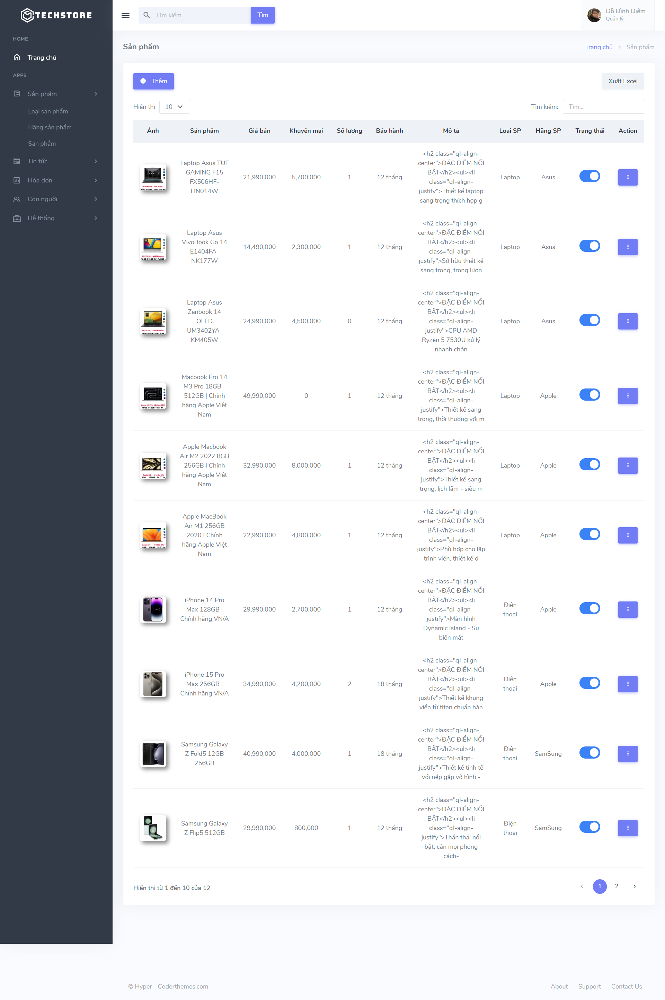 TECHSTORE
Tìm kiếm...
Tìm
Đỗ Đình Diệm
Quản lý
HOME
Trang chủ
APPS
Sản phẩm
Loại sản phẩm
Hãng sản phẩm
Sản phẩm
Tin tức
Hóa đơn
Con người
Hệ thống
Sản phẩm
Trang chủ > Sản phẩm
Thêm
Xuất Excel
Hiển thị 10
Tìm kiếm: Tìm...
Ảnh Sản phẩm Giá bán Khuyến mại Số lượng Bảo hành Mô tả Loại SP Hãng SP Trạng thái Action
Laptop Asus TUF
GAMING F15
FX506HF-
HN014W
21,990,000 5,700,000 1 12 tháng
<h2 class="ql-align-
center">ĐẶC ĐIỂM NỔI
BẬT</h2><ul><li
class="ql-align-
justify">Thiết kế laptop
sang trọng thích hợp g
Laptop Asus
Laptop Asus
VivoBook Go 14
E1404FA-
NK177W
14,490,000 2,300,000 1 12 tháng
<h2 class="ql-align-
center">ĐẶC ĐIỂM NỔI
BẬT</h2><ul><li
class="ql-align-
justify">Sở hữu thiết kế
sang trọng, trọng lượn
Laptop Asus
Laptop Asus
Zenbook 14
OLED
UM3402YA-
KM405W
24,990,000 4,500,000 0 12 tháng
<h2 class="ql-align-
center">ĐẶC ĐIỂM NỔI
BẬT</h2><ul><li
class="ql-align-
justify">CPU AMD
Ryzen 5 7530U xử lý
nhanh chón
Laptop Asus
Macbook Pro 14
M3 Pro 18GB -
512GB | Chính
hãng Apple Việt
Nam
49,990,000 0 1 12 tháng
<h2 class="ql-align-
center">ĐẶC ĐIỂM NỔI
BẬT</h2><ul><li
class="ql-align-
justify">Thiết kế sang
trọng, thời thượng với m
Laptop Apple
Apple Macbook
Air M2 2022 8GB
256GB I Chính
hãng Apple Việt
Nam
32,990,000 8,000,000 1 12 tháng
<h2 class="ql-align-
center">ĐẶC ĐIỂM NỔI
BẬT</h2><ul><li
class="ql-align-
justify">Thiết kế sang
trọng, lịch lãm - siêu m
Laptop Apple
Apple MacBook
Air M1 256GB
2020 I Chính
hãng Apple Việt
Nam
22,990,000 4,800,000 1 12 tháng
<h2 class="ql-align-
center">ĐẶC ĐIỂM NỔI
BẬT</h2><ul><li
class="ql-align-
justify">Phù hợp cho lập
trình viên, thiết kế đ
Laptop Apple
iPhone 14 Pro
Max 128GB |
Chính hãng VN/A
29,990,000 2,700,000 1 12 tháng
<h2 class="ql-align-
center">ĐẶC ĐIỂM NỔI
BẬT</h2><ul><li
class="ql-align-
justify">Màn hình
Dynamic Island - Sự
biến mất
Điện
thoại
Apple
iPhone 15 Pro
Max 256GB |
Chính hãng VN/A
34,990,000 4,200,000 2 18 tháng
<h2 class="ql-align-
center">ĐẶC ĐIỂM NỔI
BẬT</h2><ul><li
class="ql-align-
justify">Thiết kế khung
viền từ titan chuẩn hàn
Điện
thoại
Apple
Samsung Galaxy
Z Fold5 12GB
256GB
40,990,000 4,000,000 1 18 tháng
<h2 class="ql-align-
center">ĐẶC ĐIỂM NỔI
BẬT</h2><ul><li
class="ql-align-
justify">Thiết kế tinh tế
với nếp gấp vô hình -
Điện
thoại
SamSung
Samsung Galaxy
Z Flip5 512GB
29,990,000 800,000 1 12 tháng
<h2 class="ql-align-
center">ĐẶC ĐIỂM NỔI
BẬT</h2><ul><li
class="ql-align-
justify">Thần thái nổi
bật, cân mọi phong
cách-
Điện
thoại
SamSung
Hiển thị từ 1 đến 10 của 12
1 2
© Hyper - Coderthemes.com
About Support Contact Us